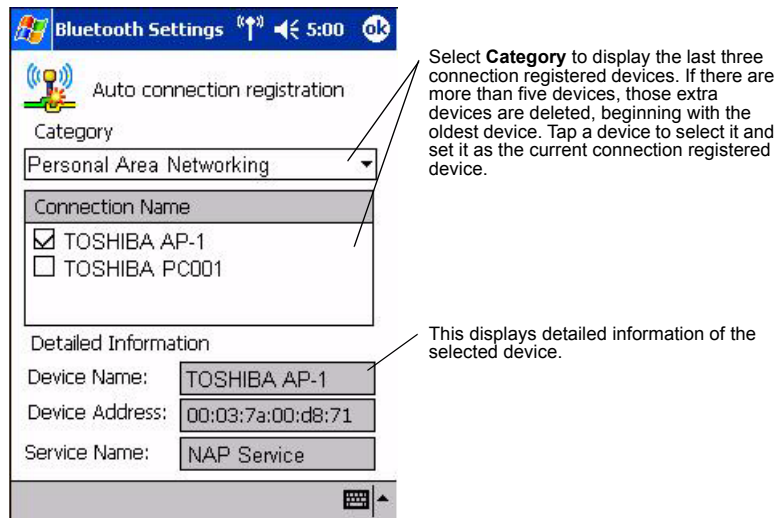 Bluetooth Settings 5:00 ok
Auto connection registration
Category
Personal Area Networking
Connection Name
TOSHIBA AP-1
TOSHIBA PC001
Detailed Information
Device Name: TOSHIBA AP-1
Device Address: 00:03:7a:00:d8:71
Service Name: NAP Service
Select Category to display the last three
connection registered devices. If there are
more than five devices, those extra
devices are deleted, beginning with the
oldest device. Tap a device to select it and
set it as the current connection registered
device.
This displays detailed information of the
selected device.